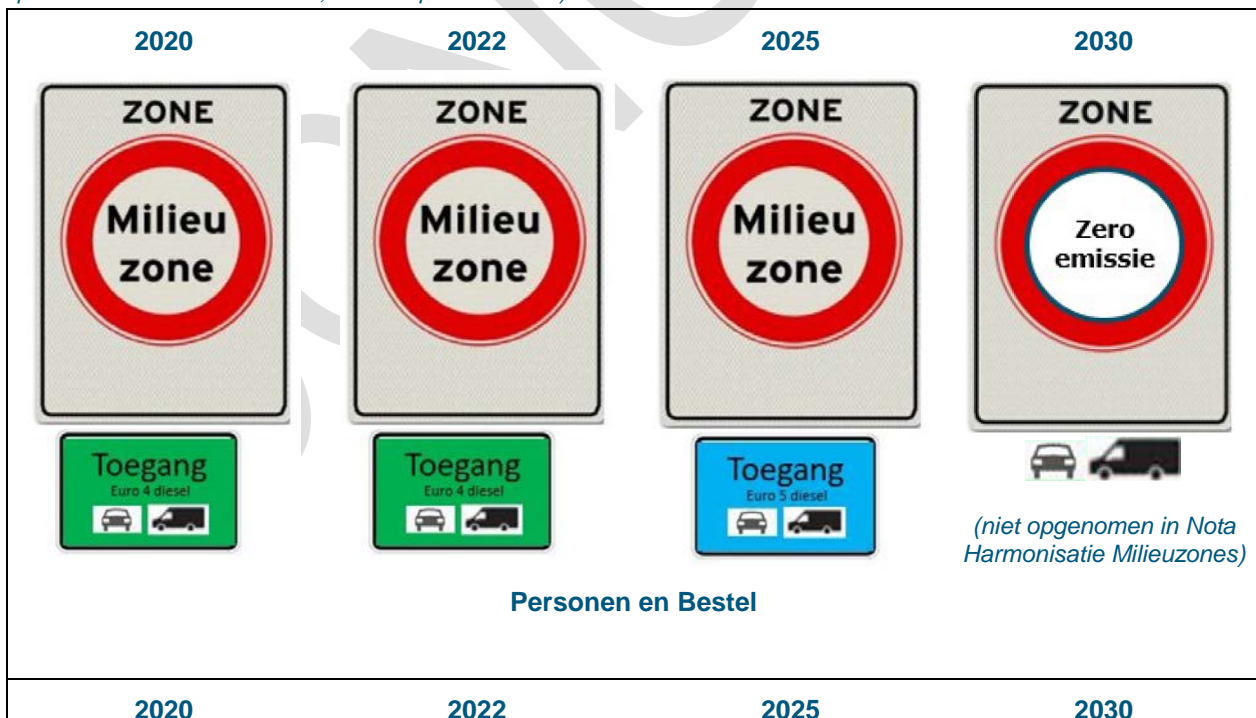 2020 2022 2025 2030
ZONE ZONE ZONE ZONE
Milieu zone
Milieu zone
Milieu zone
Zero emissie
Toegang
Euro 4 diesel
Toegang
Euro 4 diesel
Toegang
Euro 5 diesel
(niet opgenomen in Nota
Harmonisatie Milieuzones)
Personen en Bestel
2020 2022 2025 2030